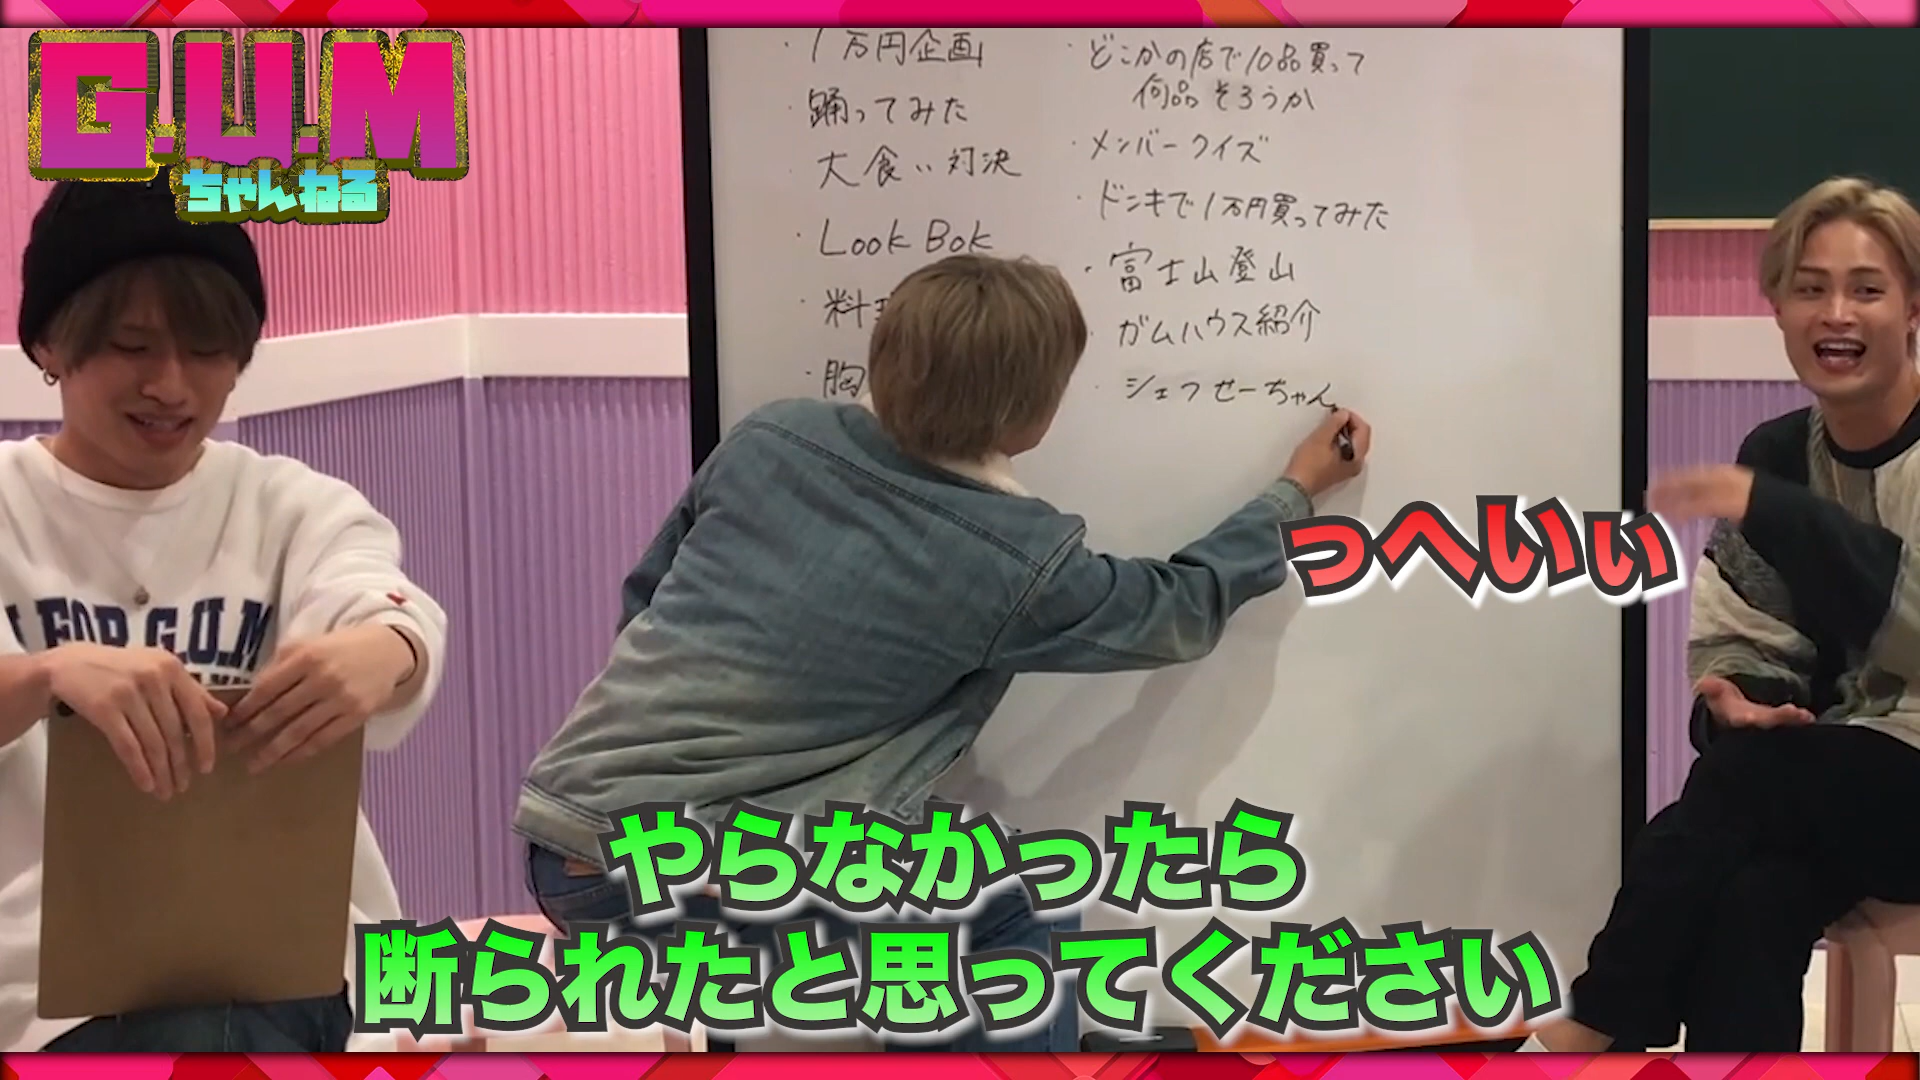 G.U.M
ちゃんねる
・1万円企画
・踊ってみた
大食い対決
・Look Bok
・料
・胸
・どこかの店で10品買って
何品そろうか
・メンバークイズ
・ドンキで1万円買ってみた
・富士山登山
・ガムハウス紹介
・シェフせーちゃん
FOR G.U.M
っへいぃ
やらなかったら
断られたと思ってください